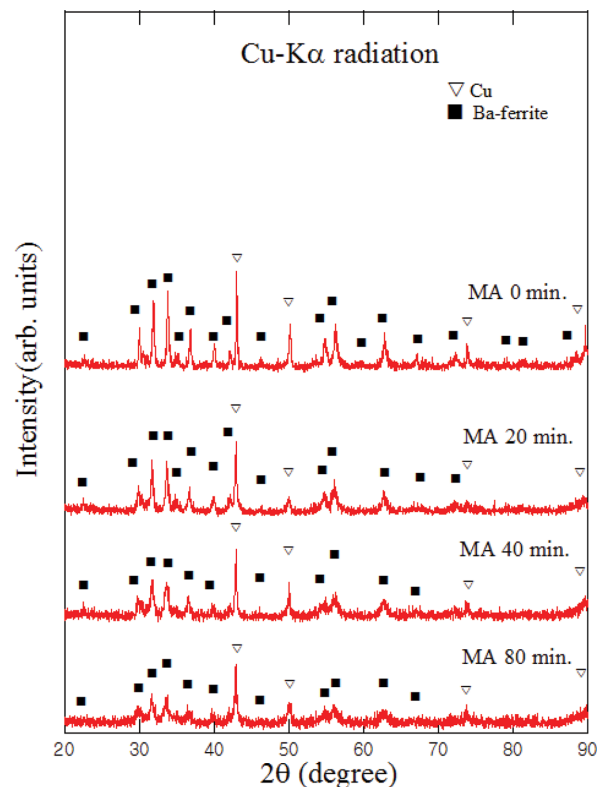 Cu-Kα radiation
▽ Cu
■ Ba-ferrite
Intensity(arb. units)
MA 0 min.
MA 20 min.
MA 40 min.
MA 80 min.
20 30 40 50 60 70 80 90
2θ (degree)